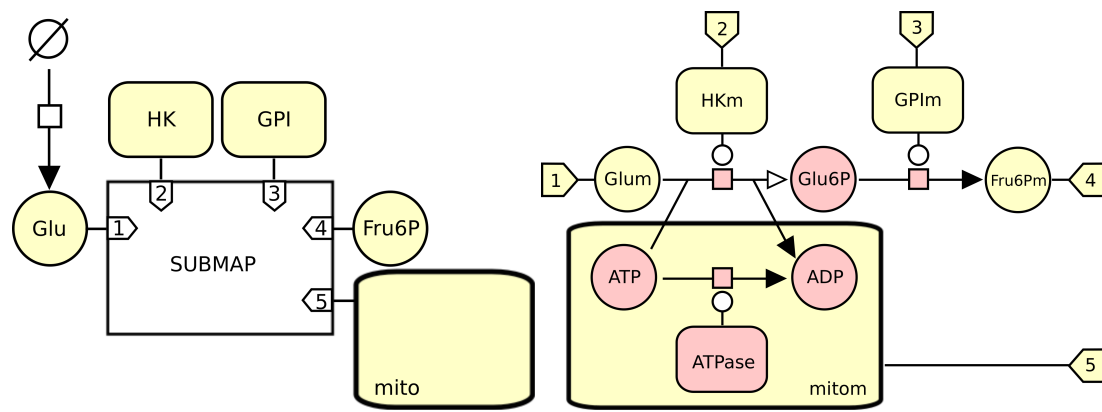 HK
GPI
2
3
Glu
1
4
Fru6P
SUBMAP
5
mito
2
3
HKm
GPIm
1
Glum
Glu6P
Fru6Pm
4
ATP
ADP
ATPase
mitom
5